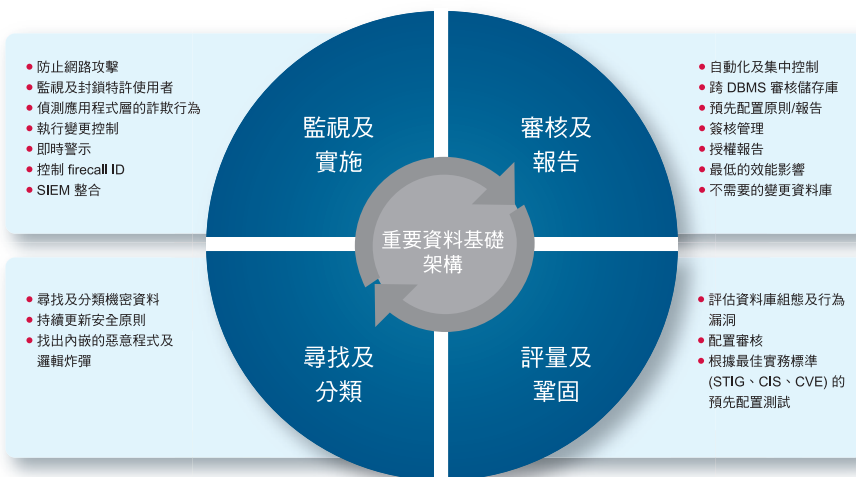 • 防止網路攻擊
• 監視及封鎖特許使用者
• 偵測應用程式層的詐欺行為
• 執行變更控制
• 即時警示
• 控制 firecall ID
• SIEM 整合
監視及
實施
審核及
報告
• 自動化及集中控制
• 跨 DBMS 審核儲存庫
• 預先配置原則/報告
• 簽核管理
• 授權報告
• 最低的效能影響
• 不需要的變更資料庫
重要資料基礎
架構
• 尋找及分類機密資料
• 持續更新安全原則
• 找出內嵌的惡意程式及
邏輯炸彈
尋找及
分類
評量及
鞏固
• 評估資料庫組態及行為
漏洞
• 配置審核
• 根據最佳實務標準
(STIG、CIS、CVE) 的
預先配置測試